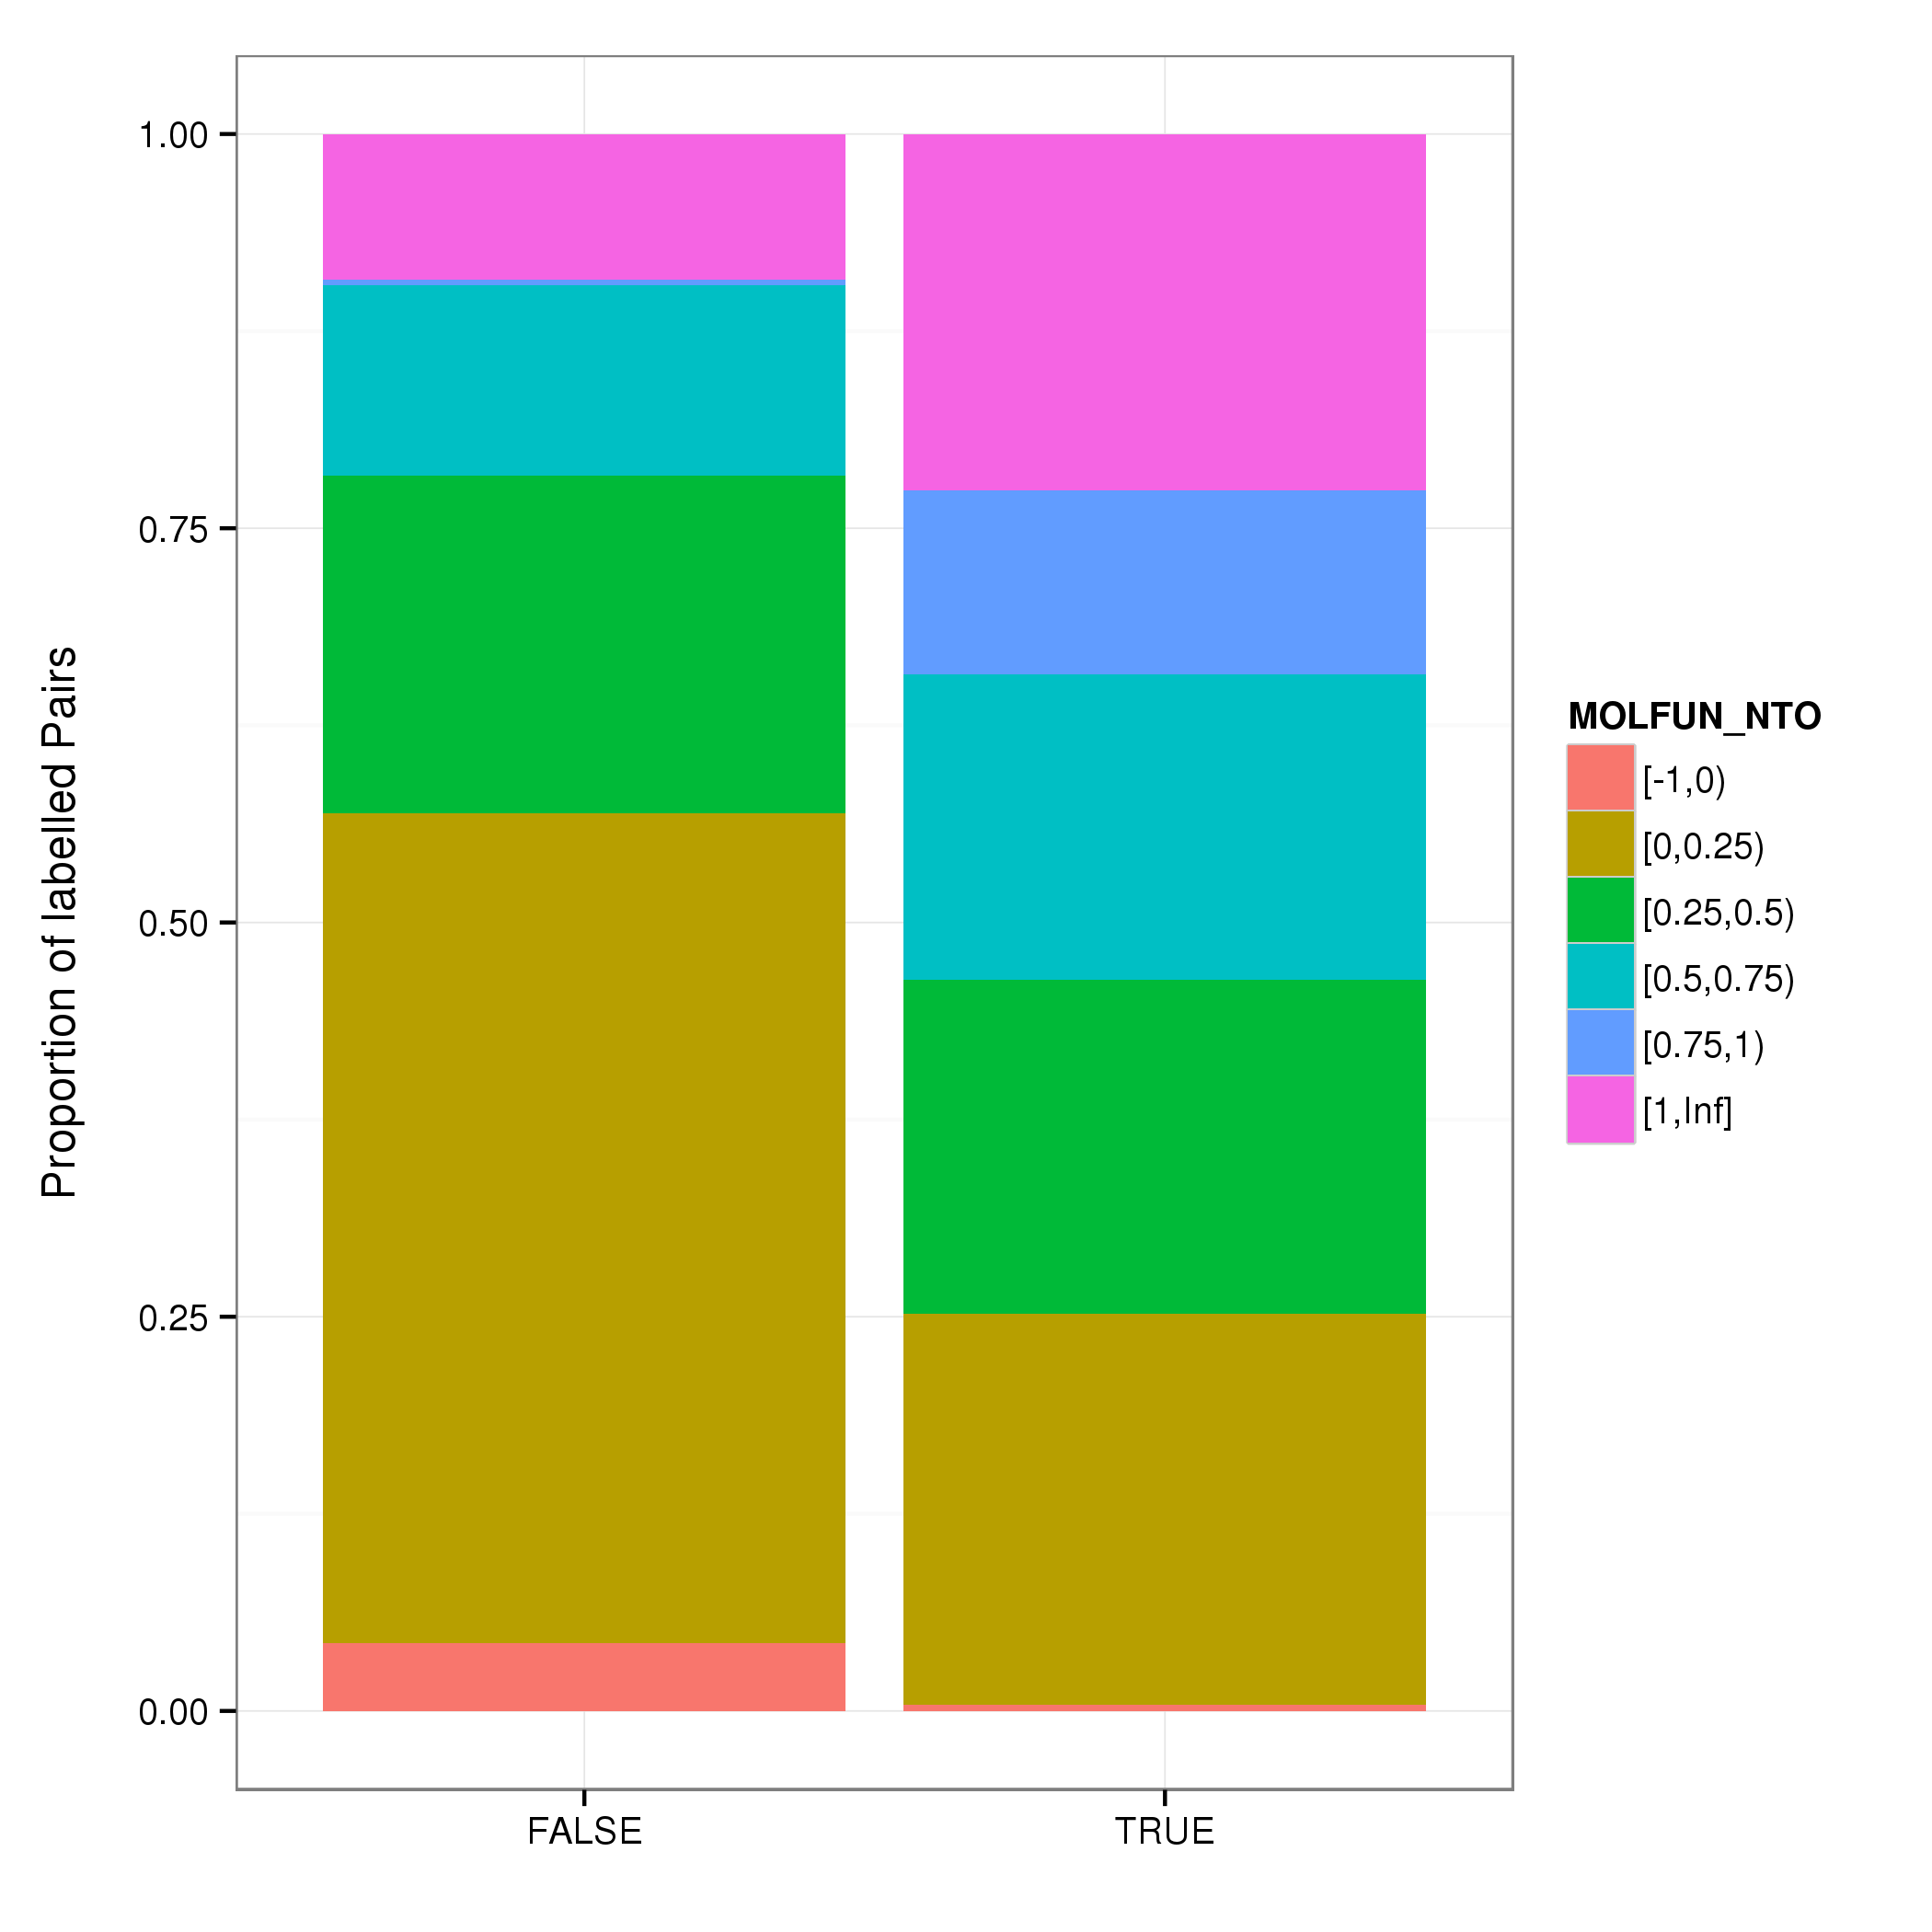 Proportion of labelled Pairs
1.00
0.75
0.50
0.25
0.00
FALSE
TRUE
MOLFUN_NTO
[-1,0)
[0,0.25)
[0.25,0.5)
[0.5,0.75)
[0.75,1)
[1,Inf]